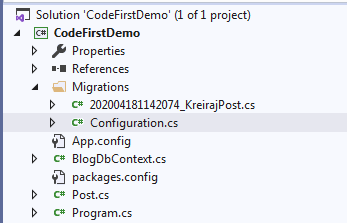 Solution 'CodeFirstDemo' (1 of 1 project)
C# CodeFirstDemo
Properties
References
Migrations
C# 202004181142074_KreirajPost.cs
C# Configuration.cs
App.config
C# BlogDbContext.cs
packages.config
C# Post.cs
C# Program.cs